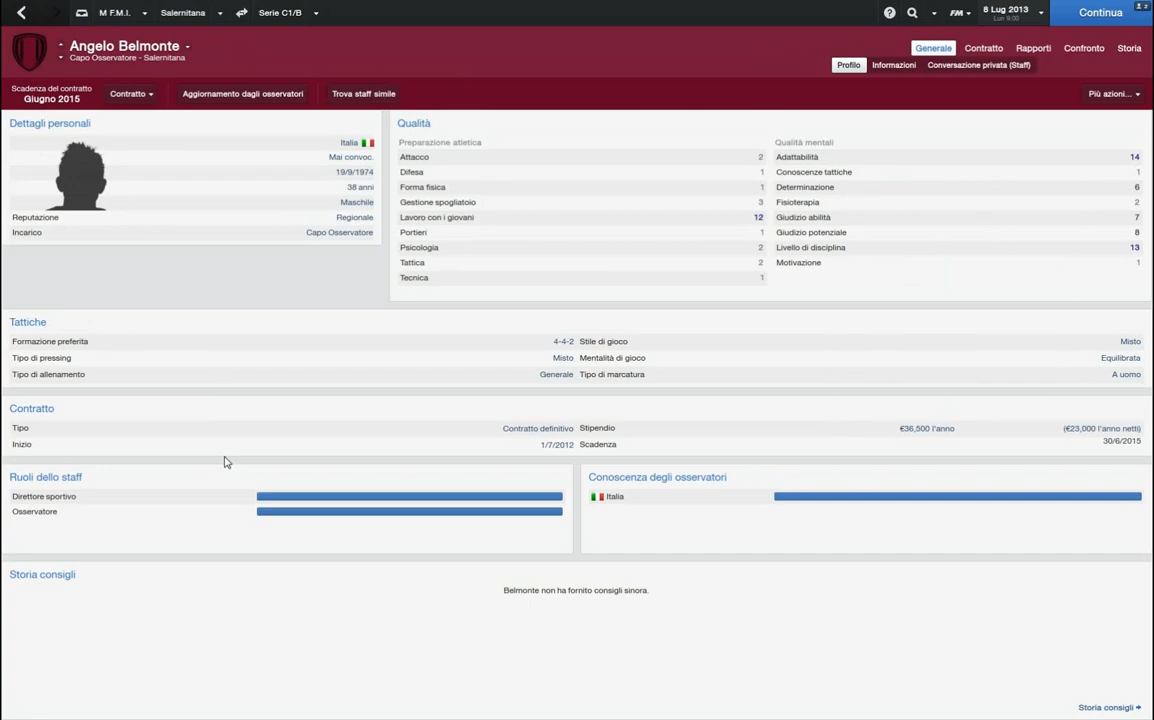 M F.M.I. Salernitana Serie C1/B FM 8 Lug 2013 Continua 2
Lun 9:00
Angelo Belmonte
Capo Osservatore - Salernitana
Generale Contratto Rapporti Confronto Storia
Profilo Informazioni Conversazione privata (Staff)
Scadenza del contratto
Giugno 2015
Contratto Aggiornamento dagli osservatori Trova staff simile Più azioni...
Dettagli personali
Italia
Mai convoc.
19/9/1974
38 anni
Maschile
Reputazione Regionale
Incarico Capo Osservatore
Qualità
Preparazione atletica Qualità mentali
Attacco 2 Adattabilità 14
Difesa 1 Conoscenze tattiche 1
Forma fisica 1 Determinazione 6
Gestione spogliatoio 3 Fisioterapia 2
Lavoro con i giovani 12 Giudizio abilità 7
Portieri 1 Giudizio potenziale 8
Psicologia 2 Livello di disciplina 13
Tattica 2 Motivazione 1
Tecnica 1
Tattiche
Formazione preferita 4-4-2 Stile di gioco Misto
Tipo di pressing Misto Mentalità di gioco Equilibrata
Tipo di allenamento Generale Tipo di marcatura A uomo
Contratto
Tipo Contratto definitivo Stipendio €36,500 l'anno (€23,000 l'anno netti)
Inizio 1/7/2012 Scadenza 30/6/2015
Ruoli dello staff
Direttore sportivo
Osservatore
Conoscenza degli osservatori
Italia
Storia consigli
Belmonte non ha fornito consigli sinora.
Storia consigli